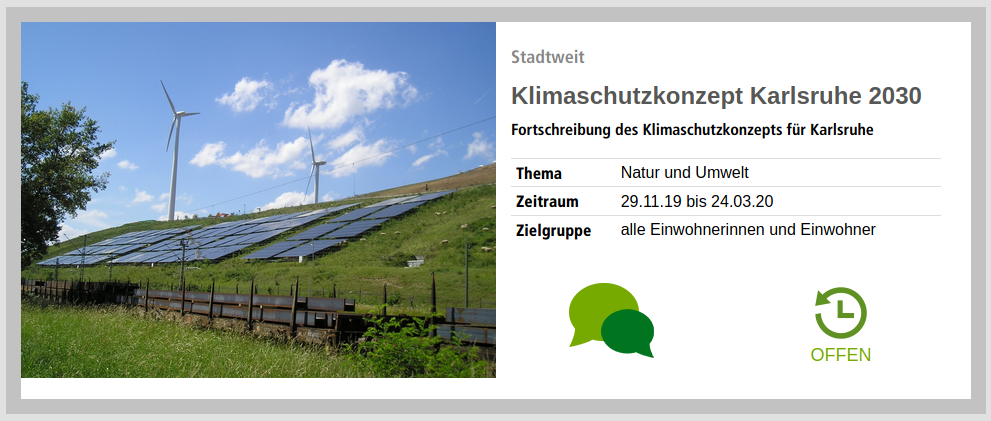 Stadtweit
Klimaschutzkonzept Karlsruhe 2030
Fortschreibung des Klimaschutzkonzepts für Karlsruhe
Thema Natur und Umwelt
Zeitraum 29.11.19 bis 24.03.20
Zielgruppe alle Einwohnerinnen und Einwohner
OFFEN